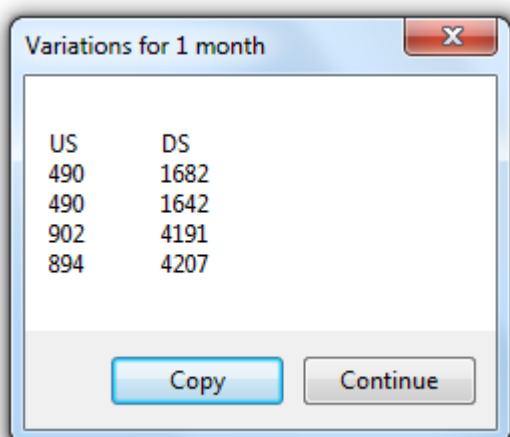 Variations for 1 month
US DS
490 1682
490 1642
902 4191
894 4207
Copy Continue